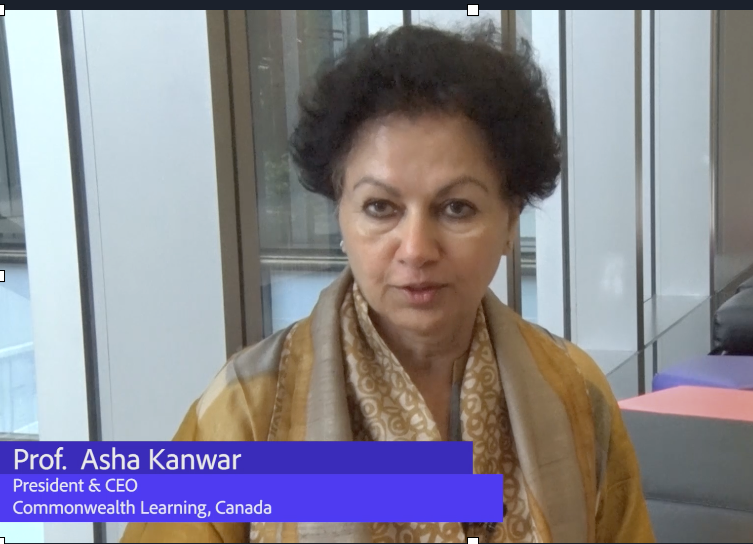 Prof. Asha Kanwar
President & CEO
Commonwealth Learning, Canada